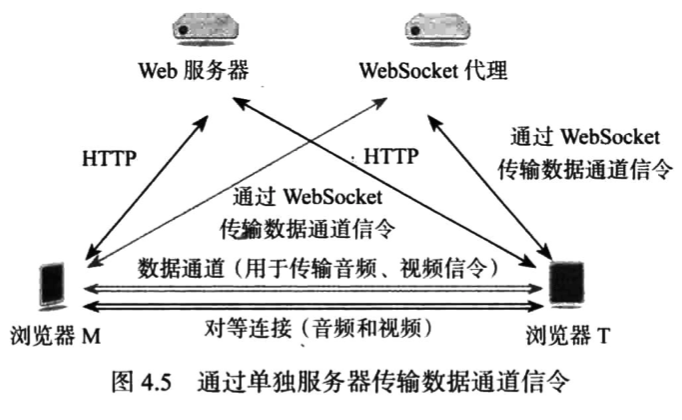 Web 服务器
WebSocket 代理
HTTP
HTTP
通过 WebSocket
传输数据通道信令
通过 WebSocket
传输数据通道信令
数据通道（用于传输音频、视频信令）
对等连接（音频和视频）
浏览器 M
浏览器 T
图 4.5 通过单独服务器传输数据通道信令